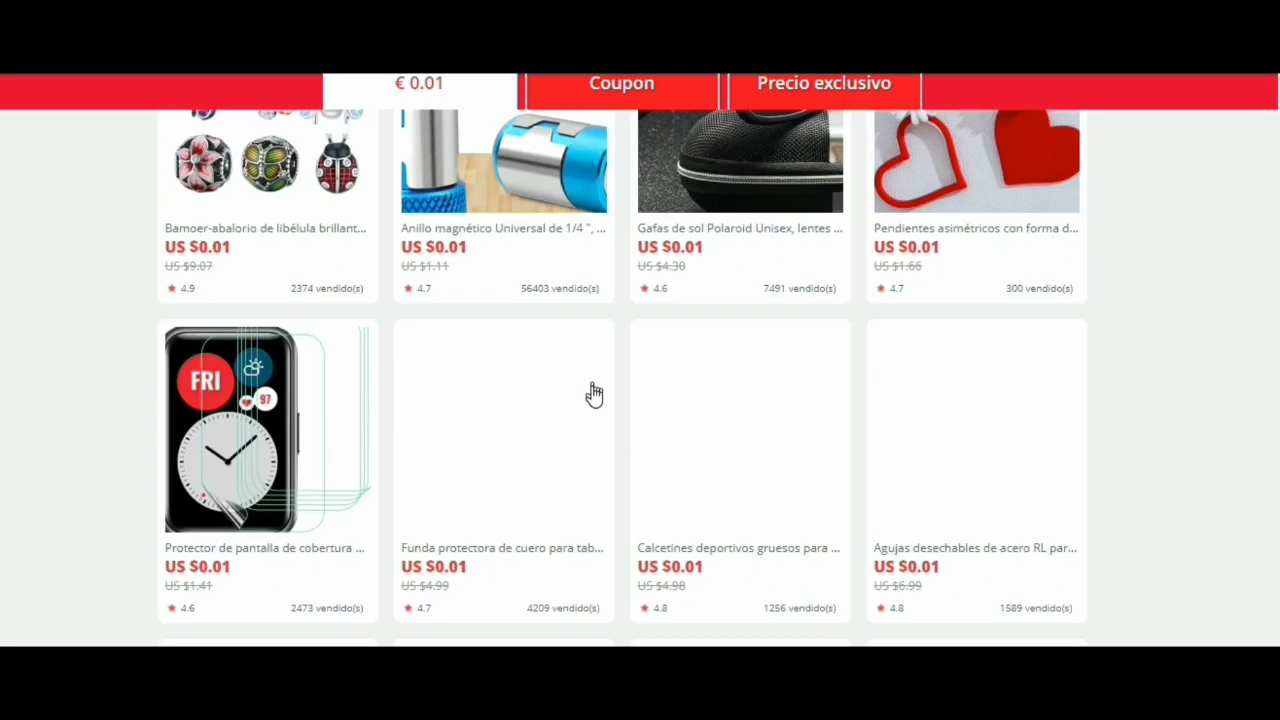 € 0.01
Coupon
Precio exclusivo
Bamoer-abalorio de libélula brillant...
US $0.01
US $9.07
4.9
2374 vendido(s)
Anillo magnético Universal de 1/4 ", ...
US $0.01
US $1.11
4.7
56403 vendido(s)
Gafas de sol Polaroid Unisex, lentes ...
US $0.01
US $4.30
4.6
7491 vendido(s)
Pendientes asimétricos con forma d...
US $0.01
US $1.66
4.7
300 vendido(s)
FRI
97
Protector de pantalla de cobertura ...
US $0.01
US $1.41
4.6
2473 vendido(s)
Funda protectora de cuero para tab...
US $0.01
US $4.99
4.7
4209 vendido(s)
Calcetines deportivos gruesos para ...
US $0.01
US $4.98
4.8
1256 vendido(s)
Agujas desechables de acero RL par...
US $0.01
US $6.99
4.8
1589 vendido(s)